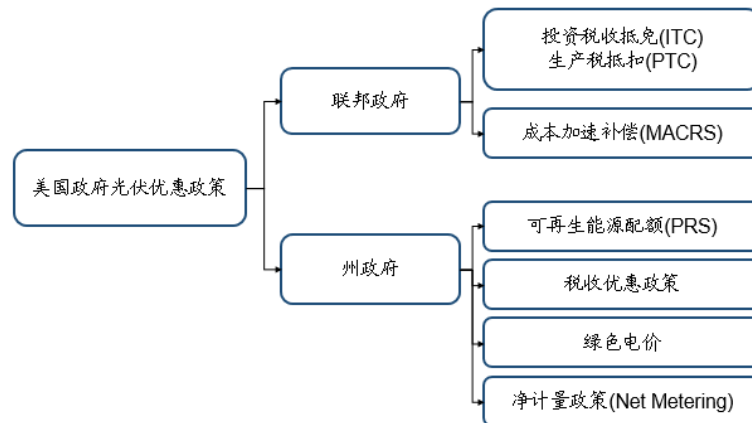 投资税收抵免(ITC)
生产税抵扣(PTC)
联邦政府
成本加速补偿(MACRS)
美国政府光伏优惠政策
可再生能源配额(PRS)
州政府
税收优惠政策
绿色电价
净计量政策(Net Metering)